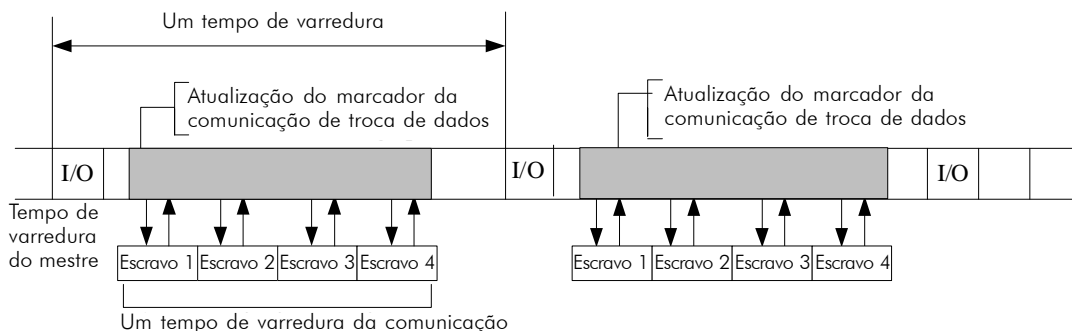 Um tempo de varredura
Atualização do marcador da
comunicação de troca de dados
Atualização do marcador da
comunicação de troca de dados
I/O
I/O
I/O
Tempo de
varredura
do mestre
Escravo 1
Escravo 2
Escravo 3
Escravo 4
Escravo 1
Escravo 2
Escravo 3
Escravo 4
Um tempo de varredura da comunicação